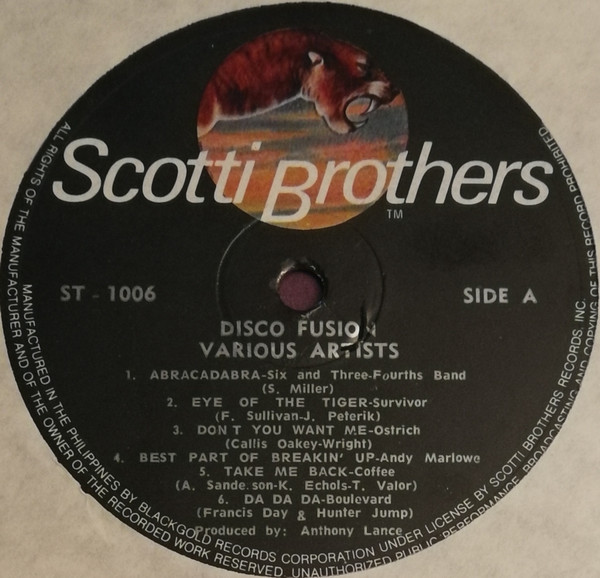 Scotti Brothers
TM
ST - 1006
SIDE A
DISCO FUSION
VARIOUS ARTISTS
1. ABRACADABRA-Six and Three-Fourths Band
(S. Miller)
2. EYE OF THE TIGER-Survivor
(F. Sullivan-J. Peterik)
3. DON T YOU WANT ME-Ostrich
(Callis Oakey-Wright)
4. BEST PART OF BREAKIN' UP-Andy Marlowe
5. TAKE ME BACK-Coffee
(A. Sande son-K. Echols-T. Valor)
6. DA DA DA-Boulevard
(Francis Day & Hunter Jump)
Produced by: Anthony Lance
MANUFACTURED IN THE PHILIPPINES BY BLACKGOLD RECORDS CORPORATION UNDER LICENSE BY SCOTTI BROTHERS RECORDS, INC.
ALL RIGHTS OF THE MANUFACTURER AND OF THE OWNER OF THE RECORDED WORK RESERVED. UNAUTHORIZED PUBLIC PERFORMANCE, BROADCASTING AND COPYING OF THIS RECORD PROHIBITED